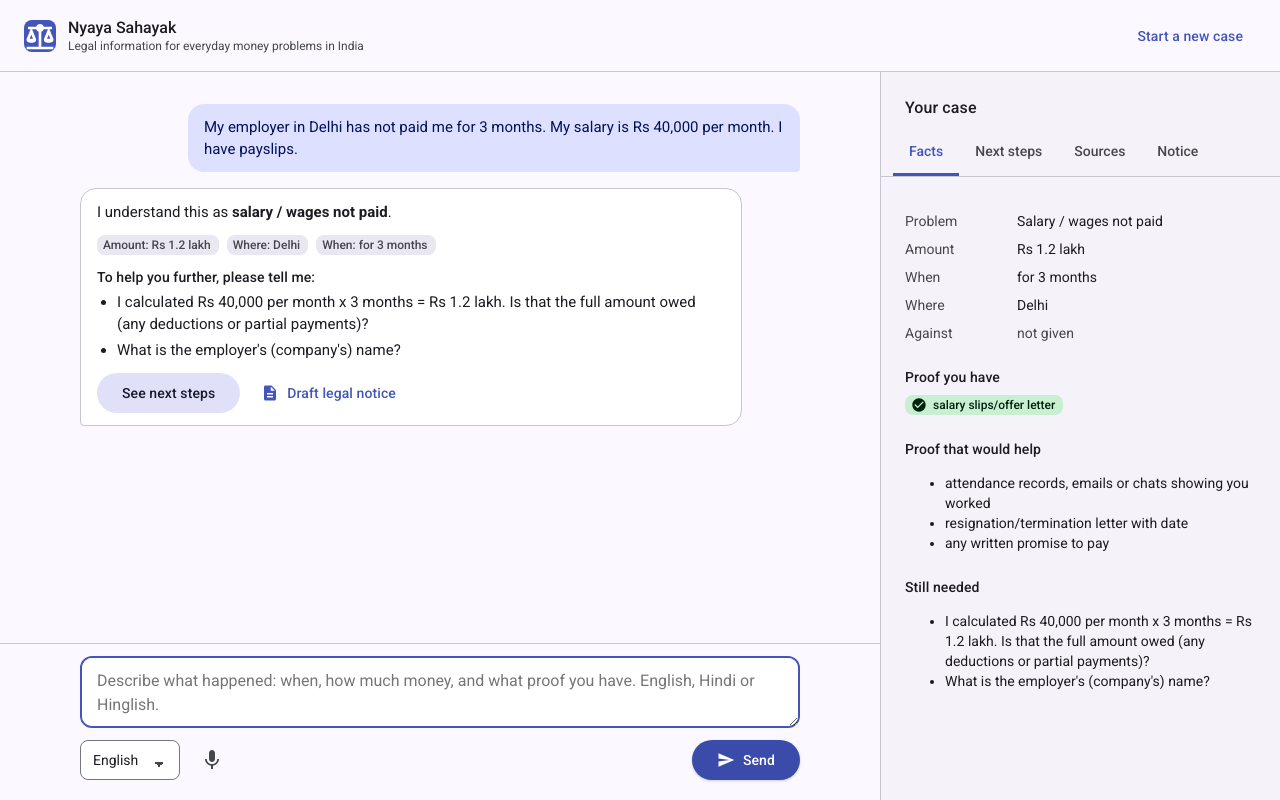 Nyaya Sahayak
Legal information for everyday money problems in India
Start a new case
My employer in Delhi has not paid me for 3 months. My salary is Rs 40,000 per month. I
have payslips.
I understand this as salary / wages not paid.
Amount: Rs 1.2 lakh
Where: Delhi
When: for 3 months
To help you further, please tell me:
• I calculated Rs 40,000 per month x 3 months = Rs 1.2 lakh. Is that the full amount owed
(any deductions or partial payments)?
• What is the employer's (company's) name?
See next steps
Draft legal notice
Describe what happened: when, how much money, and what proof you have. English, Hindi or
Hinglish.
English
Send
Your case
Facts
Next steps
Sources
Notice
Problem Salary / wages not paid
Amount Rs 1.2 lakh
When for 3 months
Where Delhi
Against not given
Proof you have
salary slips/offer letter
Proof that would help
• attendance records, emails or chats showing you
worked
• resignation/termination letter with date
• any written promise to pay
Still needed
• I calculated Rs 40,000 per month x 3 months = Rs
1.2 lakh. Is that the full amount owed (any
deductions or partial payments)?
• What is the employer's (company's) name?